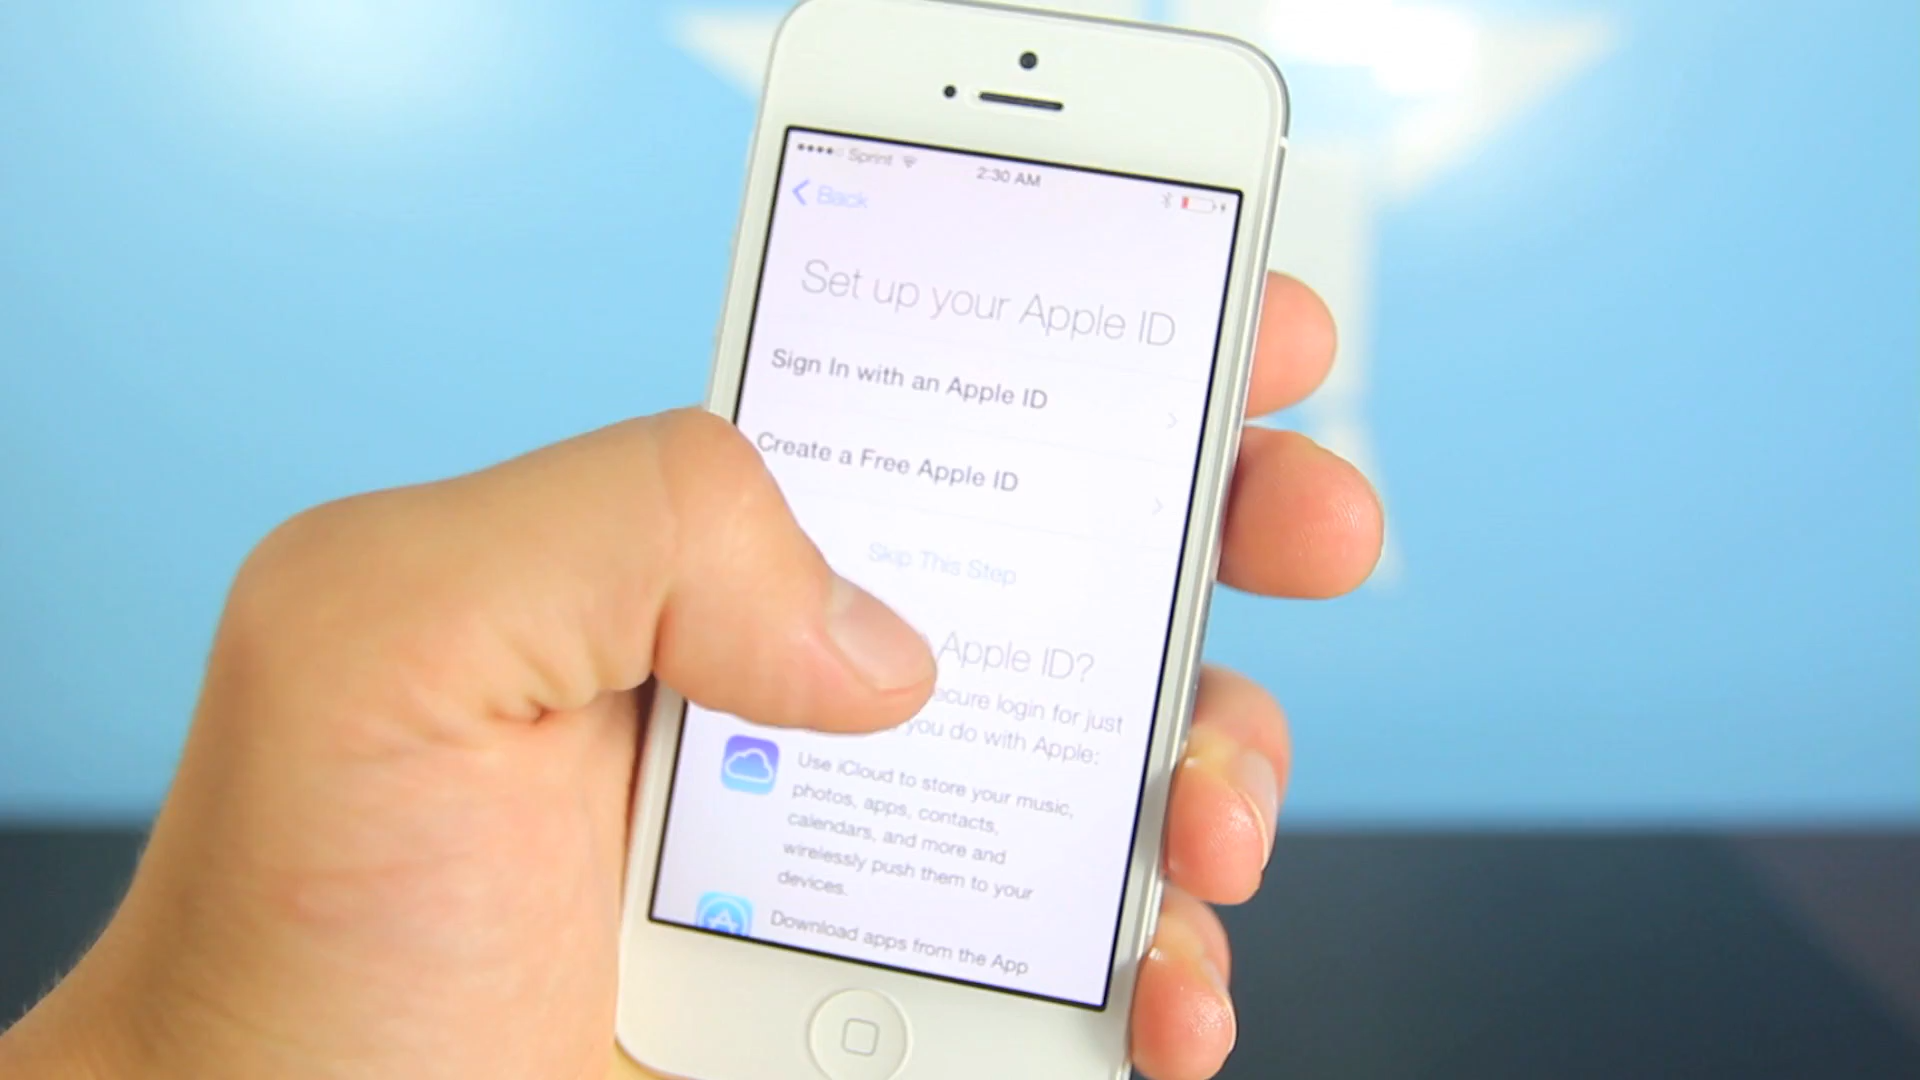 Sprint
2:30 AM
Back
Set up your Apple ID
Sign In with an Apple ID
Create a Free Apple ID
Skip This Step
Apple ID?
login for just
you do with Apple:
Use iCloud to store your music,
photos, apps, contacts,
calendars, and more and
wirelessly push them to your
devices.
Download apps from the App